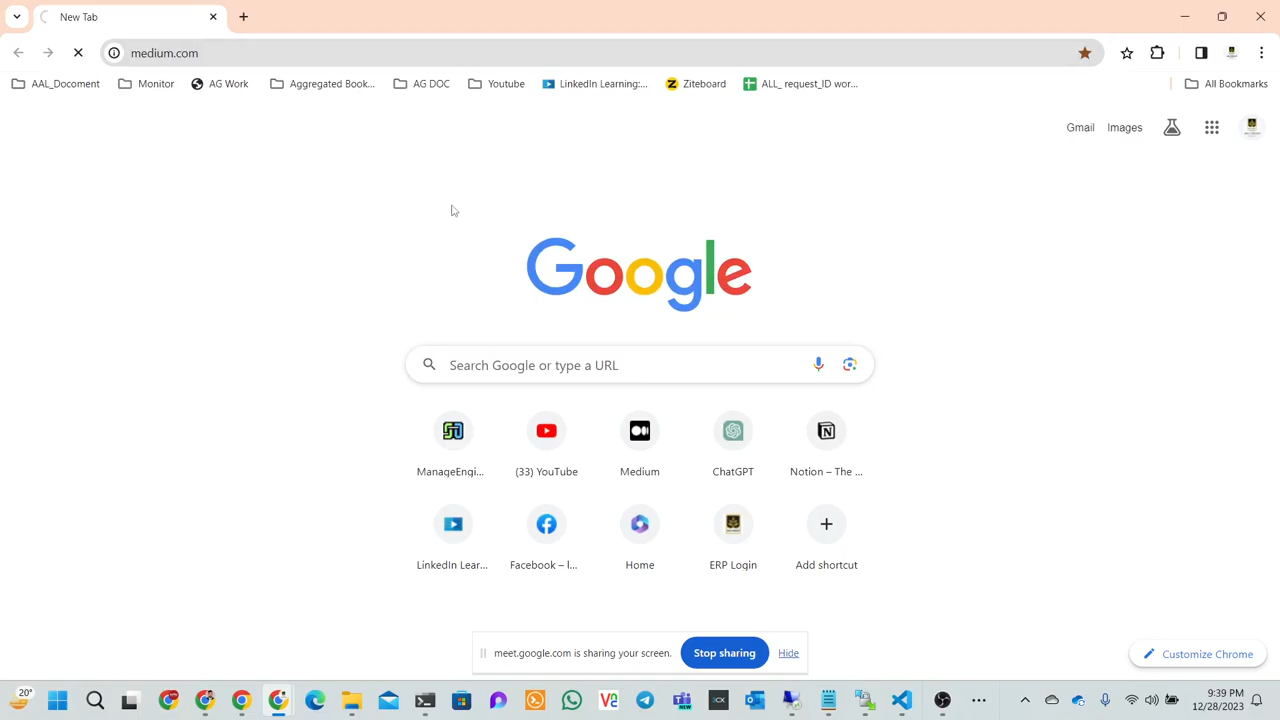 New Tab
medium.com
AAL_Docoment
Monitor
AG Work
Aggregated Book...
AG DOC
Youtube
LinkedIn Learning:...
Ziteboard
ALL_ request_ID wor...
All Bookmarks
Gmail
Images
Google
Search Google or type a URL
ManageEngi...
(33) YouTube
Medium
ChatGPT
Notion – The ...
LinkedIn Lear...
Facebook – l...
Home
ERP Login
Add shortcut
meet.google.com is sharing your screen.
Stop sharing
Hide
Customize Chrome
20°
9:39 PM
12/28/2023